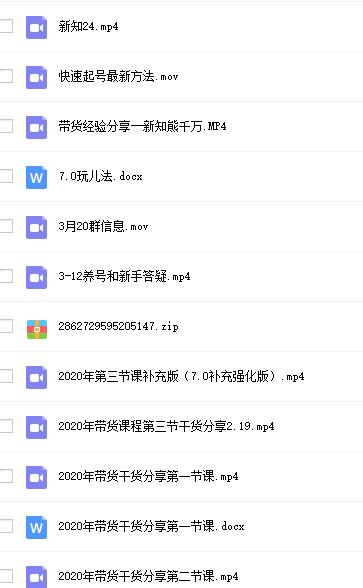 新知24.mp4
快速起号最新方法.mov
带货经验分享一新知熊千万.MP4
7.0玩儿法.docx
3月20群信息.mov
3-12养号和新手答疑.mp4
2862729595205147.zip
2020年第三节课补充版（7.0补充强化版）.mp4
2020年带货课程第三节干货分享2.19.mp4
2020年带货干货分享第一节课.mp4
2020年带货干货分享第一节课.docx
2020年带货干货分享第二节课.mp4